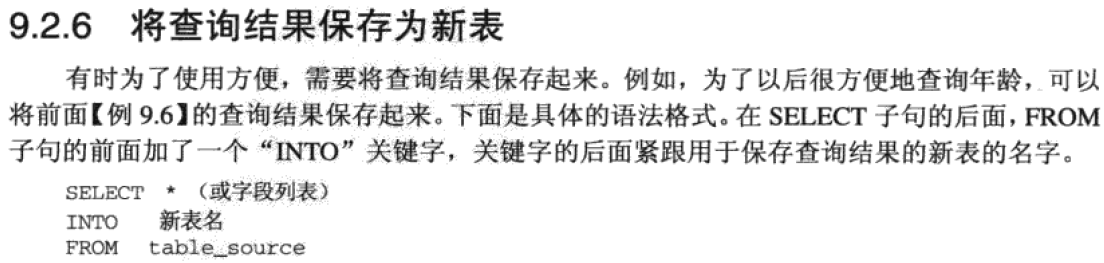 9.2.6 将查询结果保存为新表
有时为了使用方便，需要将查询结果保存起来。例如，为了以后很方便地查询年龄，可以
将前面【例 9.6】的查询结果保存起来。下面是具体的语法格式。在 SELECT 子句的后面，FROM
子句的前面加了一个“INTO”关键字，关键字的后面紧跟用于保存查询结果的新表的名字。
SELECT * （或字段列表）
INTO 新表名
FROM table_source